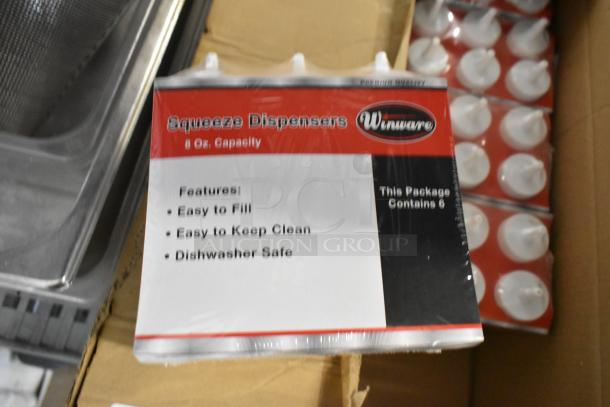 PREMIUM QUALITY
Squeeze Dispensers
Winware
8 Oz. Capacity
Features:
• Easy to Fill
• Easy to Keep Clean
• Dishwasher Safe
This Package
Contains 6
PCI
AUCTION GROUP